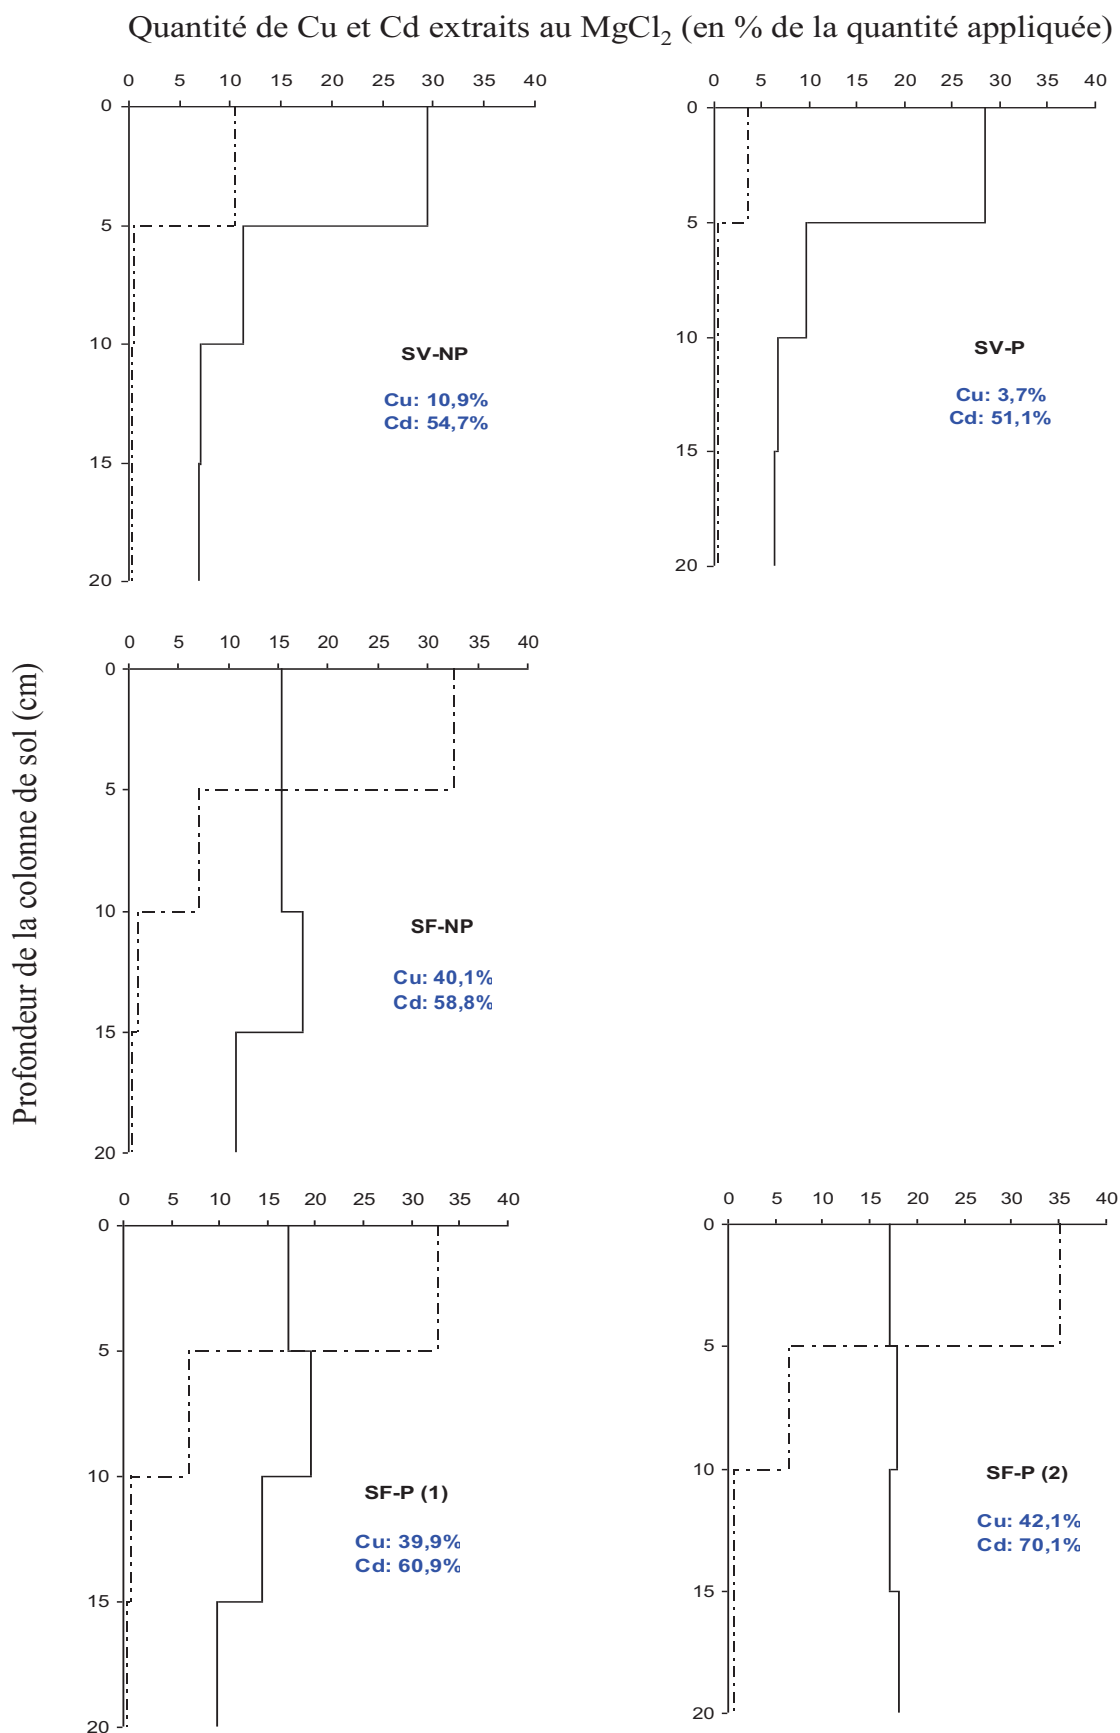 Quantité de Cu et Cd extraits au MgCl₂ (en % de la quantité appliquée)
0 5 10 15 20 25 30 35 40
0
5
10
15
20
SV-NP
Cu: 10,9%
Cd: 54,7%
0 5 10 15 20 25 30 35 40
0
5
10
15
20
SV-P
Cu: 3,7%
Cd: 51,1%
Profondeur de la colonne de sol (cm)
0 5 10 15 20 25 30 35 40
0
5
10
15
20
SF-NP
Cu: 40,1%
Cd: 58,8%
0 5 10 15 20 25 30 35 40
0
5
10
15
20
SF-P (1)
Cu: 39,9%
Cd: 60,9%
0 5 10 15 20 25 30 35 40
0
5
10
15
20
SF-P (2)
Cu: 42,1%
Cd: 70,1%